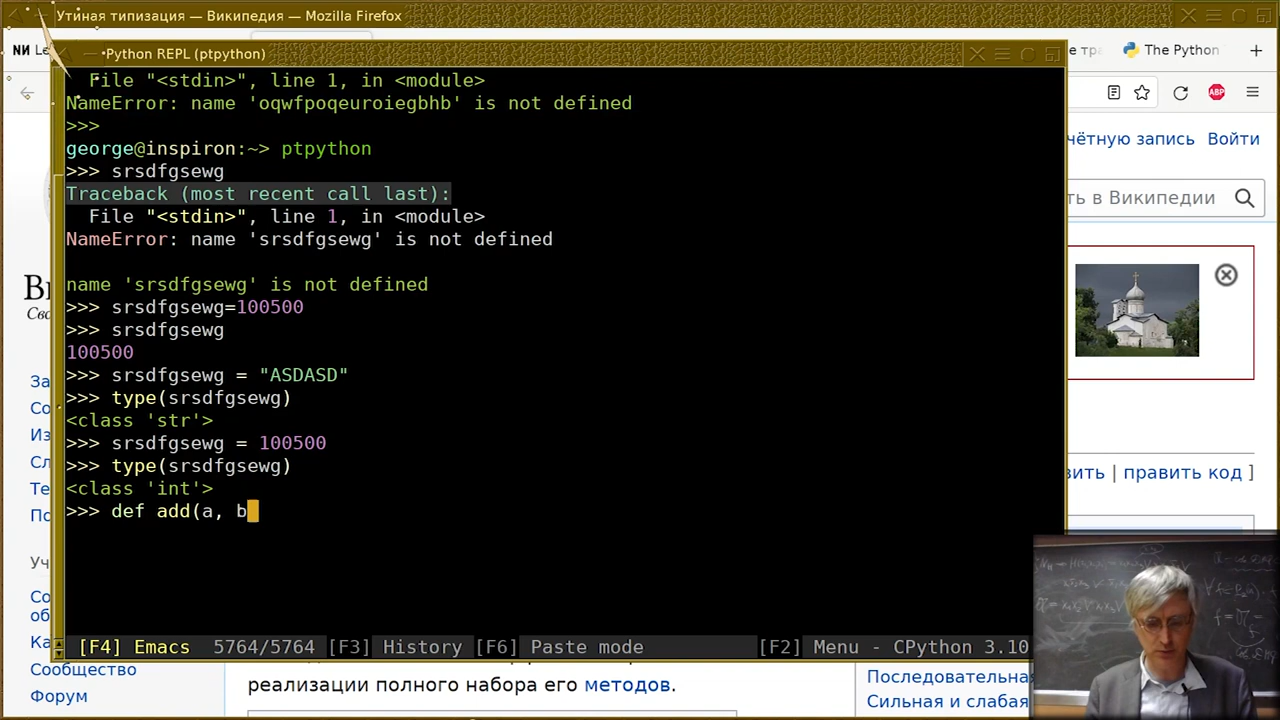 Утиная типизация — Википедия — Mozilla Firefox
Python REPL (ptpython)
The Python
File "<stdin>", line 1, in <module>
NameError: name 'oqwfpoqeuroiegbhb' is not defined
>>>
george@inspiron:~> ptpython
>>> srsdfgsewg
Traceback (most recent call last):
File "<stdin>", line 1, in <module>
NameError: name 'srsdfgsewg' is not defined
name 'srsdfgsewg' is not defined
>>> srsdfgsewg=100500
>>> srsdfgsewg
100500
>>> srsdfgsewg = "ASDASD"
>>> type(srsdfgsewg)
<class 'str'>
>>> srsdfgsewg = 100500
>>> type(srsdfgsewg)
<class 'int'>
>>> def add(a, b
[F4] Emacs 5764/5764 [F3] History [F6] Paste mode [F2] Menu - CPython 3.10
ABP
чётную запись Войти
ть в Википедии
вить | править код ]
Сообщество
Форум
реализации полного набора его методов.
Последовательная
Сильная и слабая